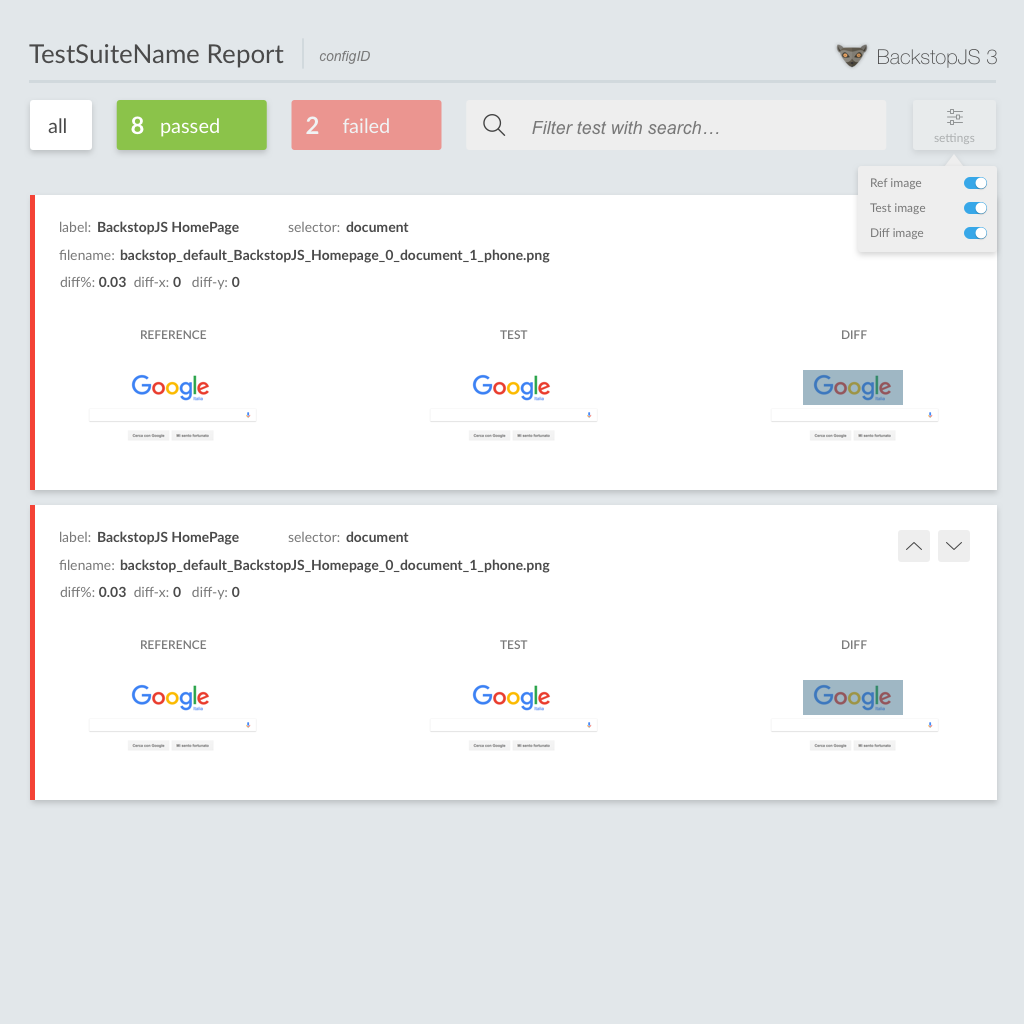 TestSuiteName Report configID BackstopJS 3
all 8 passed 2 failed Filter test with search... settings
Ref image
Test image
Diff image
label: BackstopJS HomePage selector: document
filename: backstop_default_BackstopJS_Homepage_0_document_1_phone.png
diff%: 0.03 diff-x: 0 diff-y: 0
REFERENCE TEST DIFF
Google Google Google
Italia Italia Italia
Cerca con Google Mi sento fortunato Cerca con Google Mi sento fortunato Cerca con Google Mi sento fortunato
label: BackstopJS HomePage selector: document
filename: backstop_default_BackstopJS_Homepage_0_document_1_phone.png
diff%: 0.03 diff-x: 0 diff-y: 0
REFERENCE TEST DIFF
Google Google Google
Italia Italia Italia
Cerca con Google Mi sento fortunato Cerca con Google Mi sento fortunato Cerca con Google Mi sento fortunato